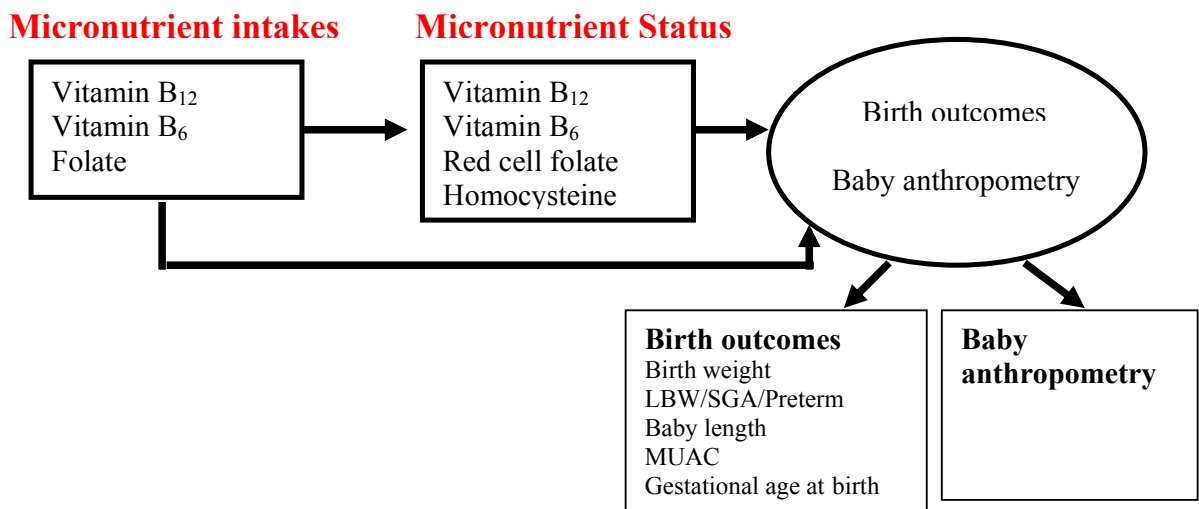 Micronutrient intakes
Micronutrient Status
Vitamin B₁₂
Vitamin B₆
Folate
Vitamin B₁₂
Vitamin B₆
Red cell folate
Homocysteine
Birth outcomes
Baby anthropometry
Birth outcomes
Birth weight
LBW/SGA/Preterm
Baby length
MUAC
Gestational age at birth
Baby
anthropometry